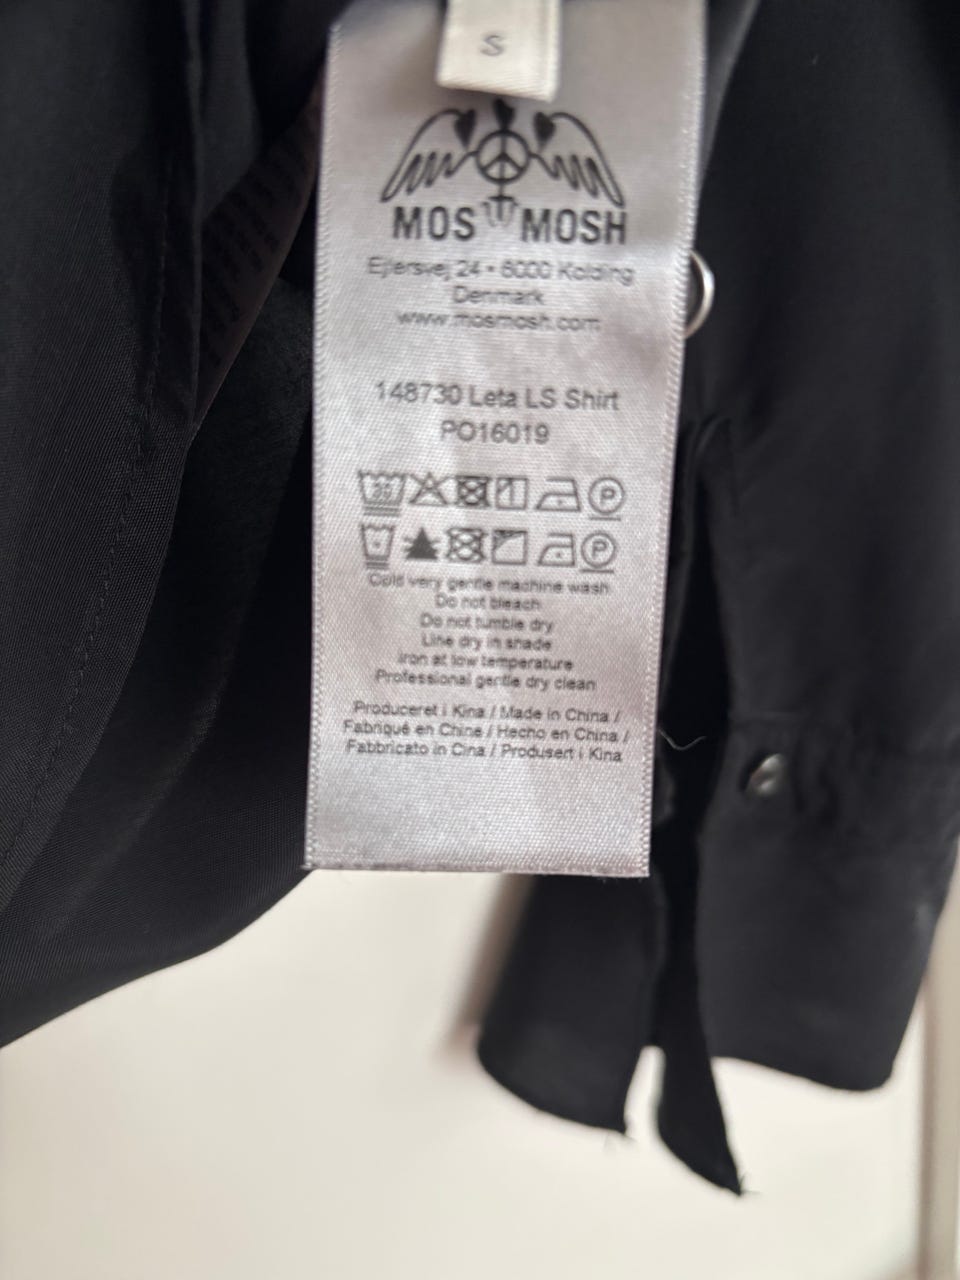 S
MOS MOSH
Ejlersvej 24 • 6000 Kolding
Denmark
www.mosmosh.com
148730 Leta LS Shirt
PO16019
30
P
P
Cold very gentle machine wash
Do not bleach
Do not tumble dry
Line dry in shade
Iron at low temperature
Professional gentle dry clean
Produceret i Kina / Made in China /
Fabriqué en Chine / Hecho en China /
Fabbricato in Cina / Produsert i Kina